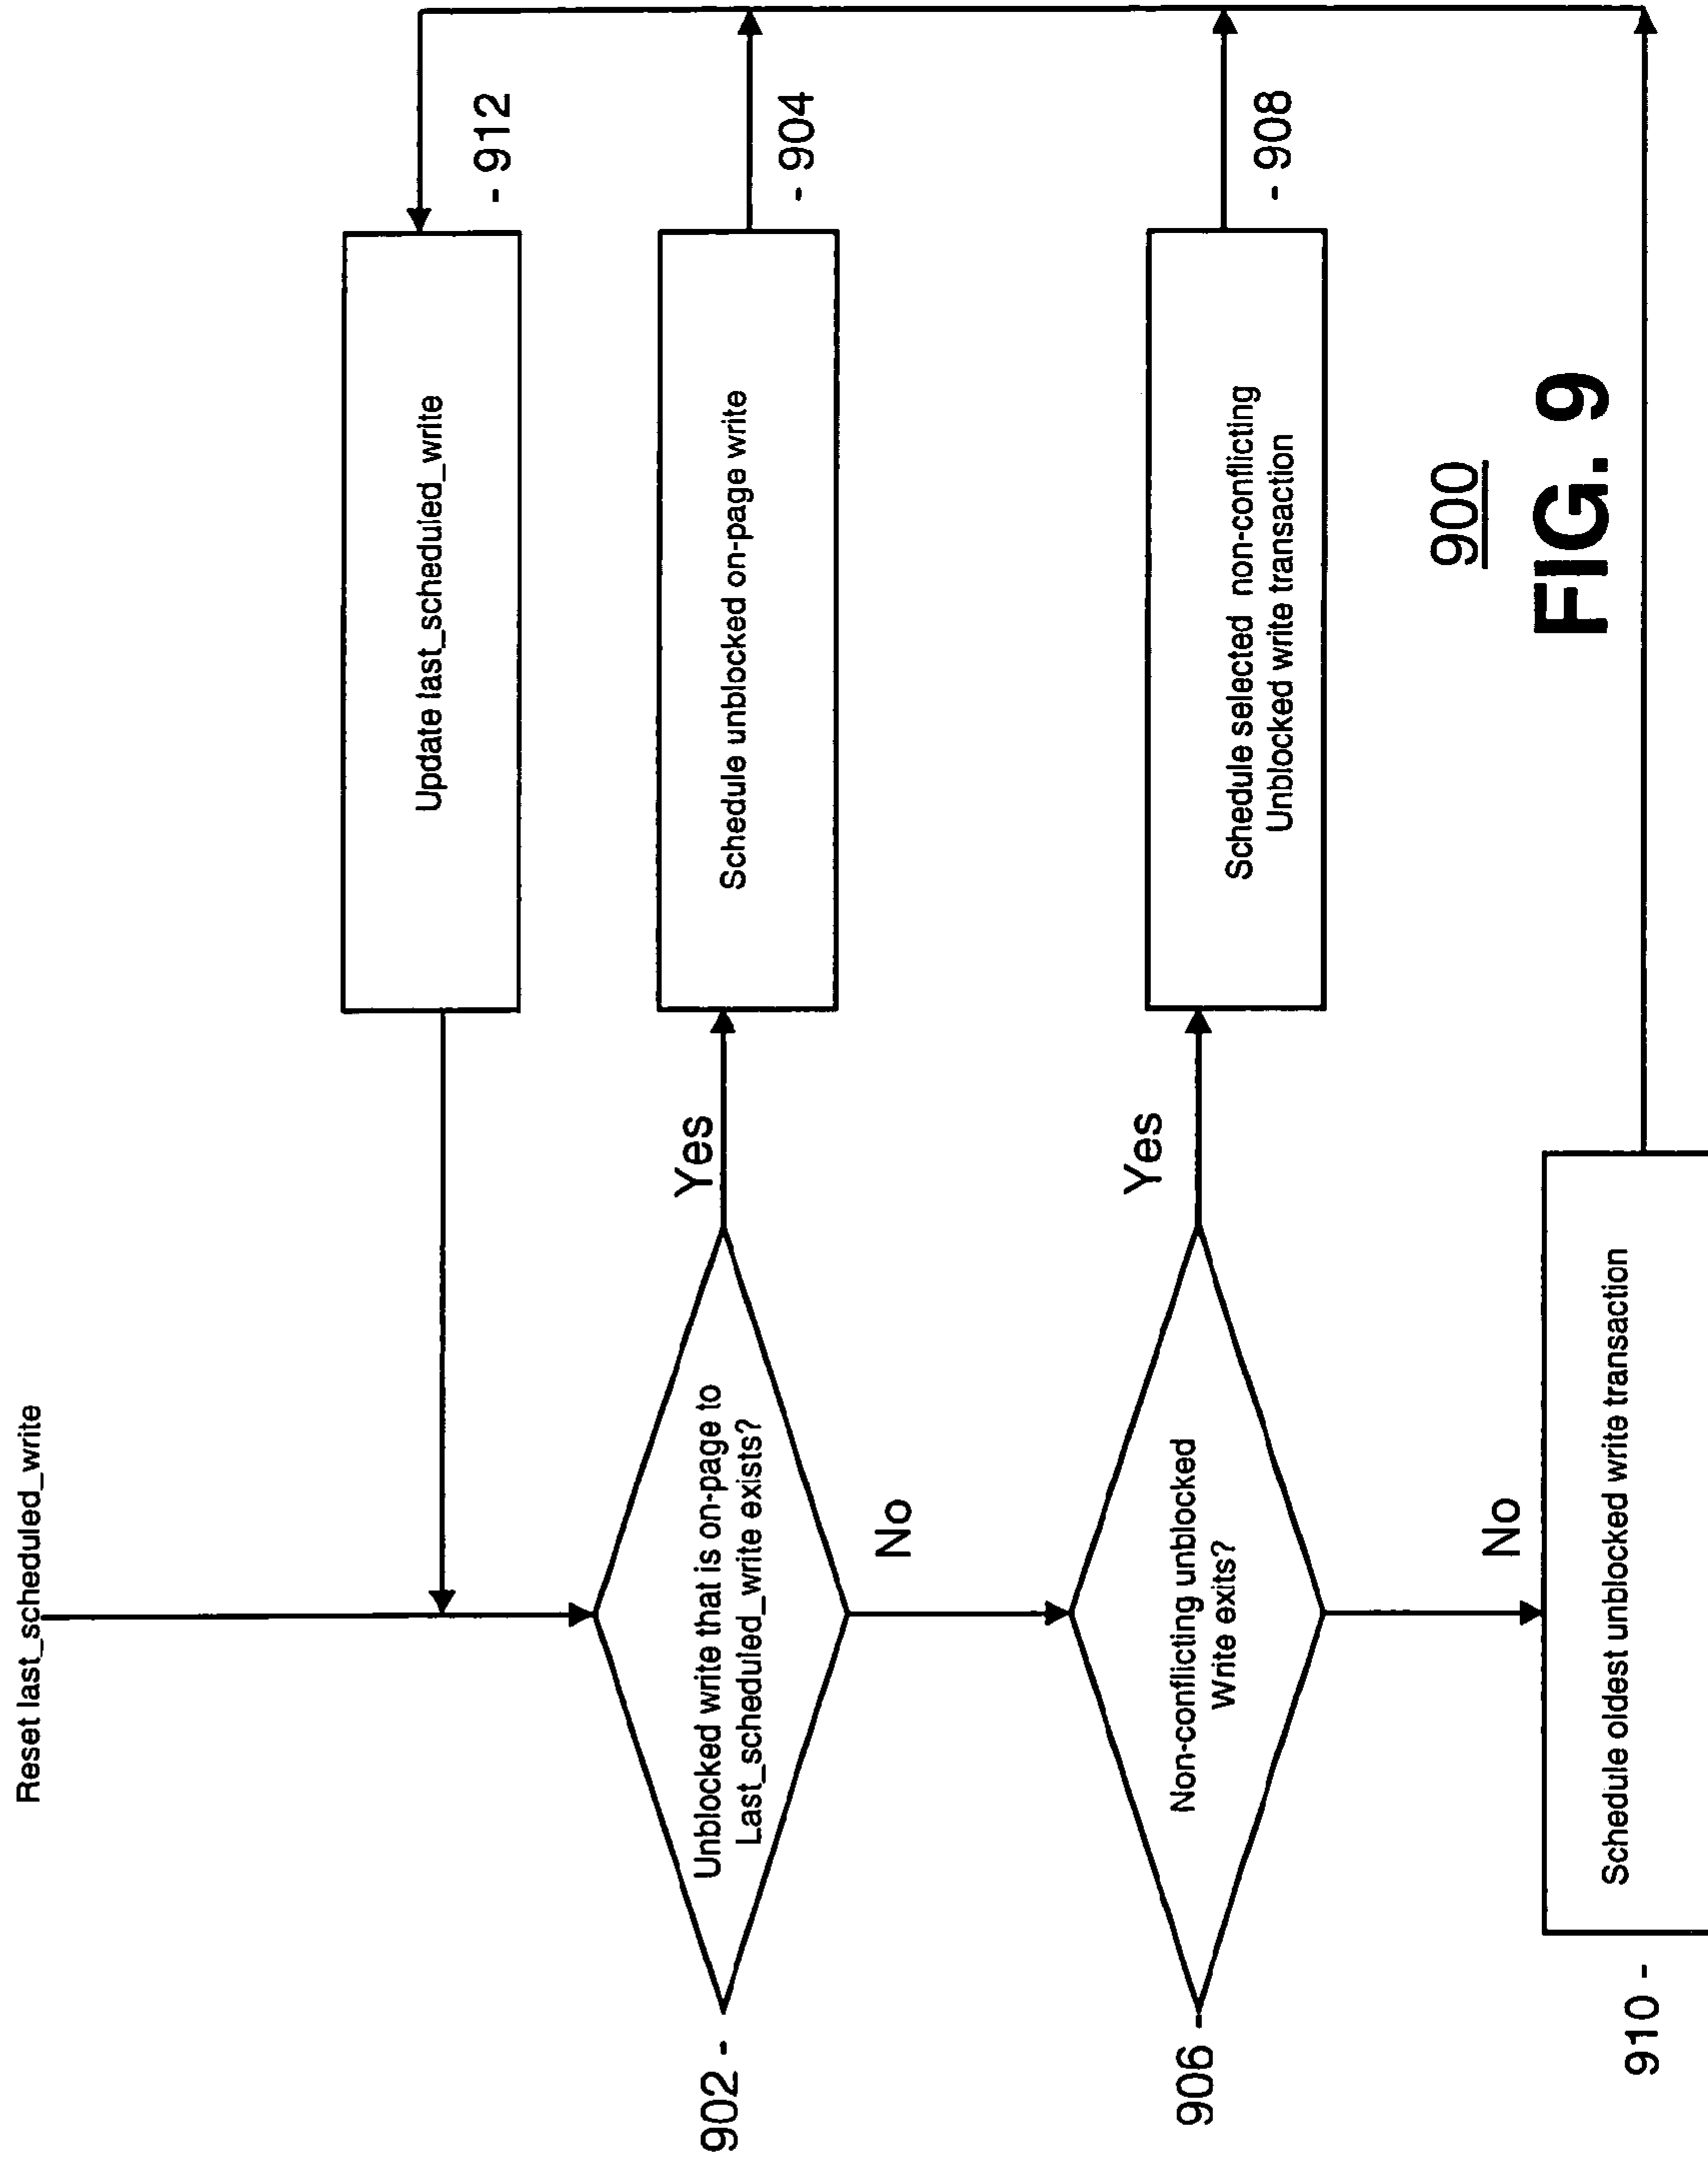 Reset last_scheduled_write
Update last_scheduled_write
- 912
902 -
Unblocked write that is on-page to
Last_scheduled_write exists?
Yes
Schedule unblocked on-page write
- 904
No
906 -
Non-conflicting unblocked
Write exits?
Yes
Schedule selected non-conflicting
Unblocked write transaction
- 908
No
910 -
Schedule oldest unblocked write transaction
900
FIG. 9